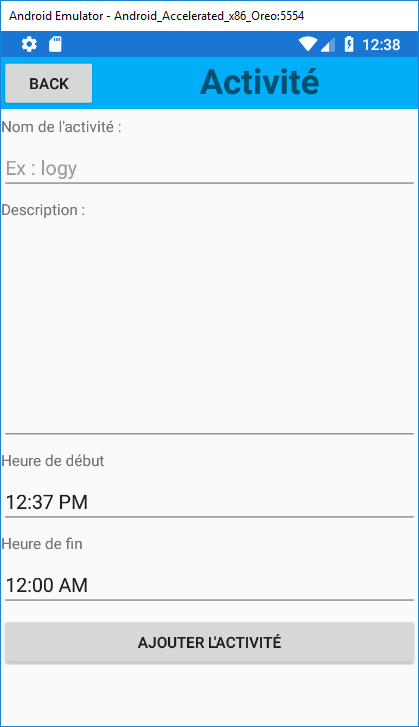 Android Emulator - Android_Accelerated_x86_Oreo:5554
12:38
BACK
Activité
Nom de l'activité :
Ex : logy
Description :
Heure de début
12:37 PM
Heure de fin
12:00 AM
AJOUTER L'ACTIVITÉ